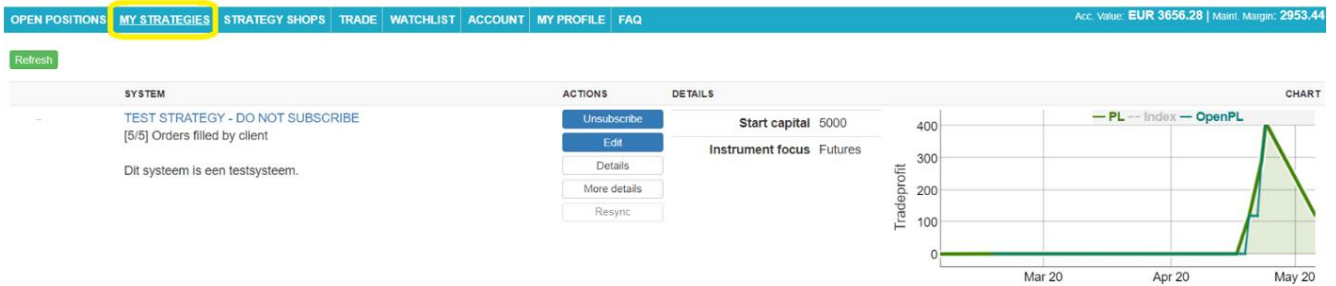 OPEN POSITIONS MY STRATEGIES STRATEGY SHOPS TRADE WATCHLIST ACCOUNT MY PROFILE FAQ Acc. Value: EUR 3656.28 | Maint. Margin: 2953.44
Refresh
SYSTEM ACTIONS DETAILS CHART
TEST STRATEGY - DO NOT SUBSCRIBE
[5/5] Orders filled by client
Dit systeem is een testsysteem.
Unsubscribe
Edit
Details
More details
Resync
Start capital 5000
Instrument focus Futures
PL Index OpenPL
Tradeprofit
400
300
200
100
0
Mar 20 Apr 20 May 20